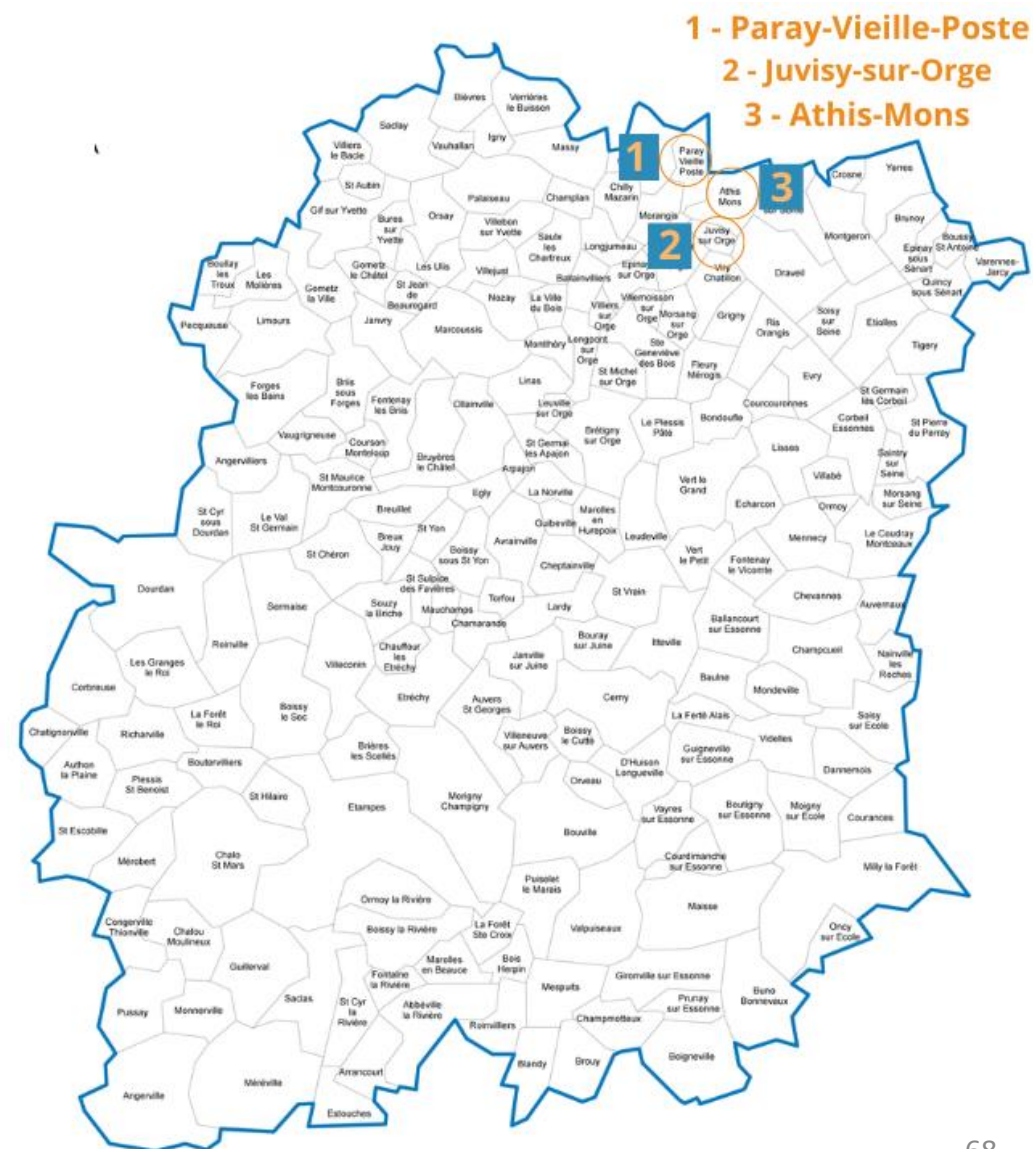 1 - Paray-Vieille-Poste
2 - Juvisy-sur-Orge
3 - Athis-Mons
Bièvres
Verrières
le Buisson
Saclay
Igny
Vauhallan
Villiers
le Bacle
Massy
1
Paray
Vieille
Poste
3
Athis
Mons
Crosne
Yerres
St Aubin
Palaiseau
Champlan
Chilly
Mazarin
Gif sur Yvette
Bures
sur
Yvette
Orsay
Villebon
sur Yvette
Saulx
les
Chartreux
Morangis
2
Juvisy
sur Orge
Longjumeau
Montgeron
Brunoy
Boussy
St Antoine
Epinay
sous
Sénart
Varennes-
Jarcy
Quincy
sous Sénart
Boullay
les
Troux
Les
Molières
Gometz
le Châtel
Gometz
la Ville
Les Ulis
St Jean
de
Beauregard
Villejust
Ballainvilliers
Epinay
sur Orge
Viry
Chatillon
Draveil
Pecqueuse
Limours
Janvry
Marcoussis
Nozay
La Ville
du Bois
Villiers
sur
Orge
Villemoisson
sur
Orge
Morsang
sur
Orge
Grigny
Ris
Orangis
Soisy
sur
Seine
Etiolles
Tigery
Montlhéry
Longpont
sur
Orge
Ste
Geneviève
des Bois
St Michel
sur Orge
Fleury
Mérogis
Evry
Linas
Forges
les Bains
Briis
sous
Forges
Fontenay
les Briis
Ollainville
Leuville
sur Orge
Brétigny
sur Orge
Le Plessis
Pâté
Bondoufle
Courcouronnes
St Germain
lès Corbeil
Corbeil
Essonnes
St Pierre
du Perray
Vaugrigneuse
Courson
Monteloup
Bruyères
le Châtel
St Germai
les Apajon
Arpajon
Lisses
Saintry
sur
Seine
Villabé
Angervilliers
St Maurice
Montcouronne
Egly
La Norville
Vert le
Grand
Echarcon
Ormoy
Morsang
sur Seine
St Cyr
sous
Dourdan
Le Val
St Germain
Breuillet
St Yon
Breux
Jouy
Boissy
sous St Yon
Avrainville
Guibeville
Marolles
en
Hurepoix
Leudeville
Vert
le Petit
Fontenay
le Vicomte
Mennecy
Le Coudray
Montceaux
St Chéron
Cheptainville
Dourdan
Sermaise
St Sulpice
des Favières
Souzy
la Briche
Mauchamps
Chamarande
Torfou
Lardy
St Vrain
Chevannes
Auvernaux
Ballancourt
sur Essonne
Roinville
Les Granges
le Roi
Villeconin
Chauffour
les
Etréchy
Janville
sur Juine
Bouray
sur Juine
Itteville
Champcueil
Nainville
les
Roches
Baulne
Mondeville
Corbreuse
Etréchy
Auvers
St Georges
Cerny
La Forêt
le Roi
Boissy
le Sec
La Ferté Alais
Soisy
sur Ecole
Chatignonville
Richarville
Villeneuve
sur Auvers
Boissy
le Cutté
Videlles
Guigneville
sur Essonne
Brières
les Scellés
D'Huison
Longueville
Authon
la Plaine
Boutervilliers
Plessis
St Benoist
Orveau
Dannemois
St Hilaire
Etampes
Morigny
Champigny
Vayres
sur Essonne
Boutigny
sur Essonne
Moigny
sur Ecole
Courances
St Escobille
Bouville
Mérobert
Chalo
St Mars
Courdimanche
sur Essonne
Milly la Forêt
Puiselet
le Marais
Maisse
Ormoy la Rivière
Congerville
Thionville
Chalou
Moulineux
Boissy la Rivière
La Forêt
Ste Croix
Valpuiseaux
Oncy
sur Ecole
Guillerval
Marolles
en Beauce
Bois
Herpin
Fontaine
la Rivière
Gironville sur Essonne
Mespuits
Buno
Bonnevaux
Pussay
Monnerville
Saclas
St Cyr
la
Rivière
Abbéville
la Rivière
Prunay
sur Essonne
Champmotteux
Roinvilliers
Blandy
Brouy
Boigneville
Arrancourt
Angerville
Méréville
Estouches
68